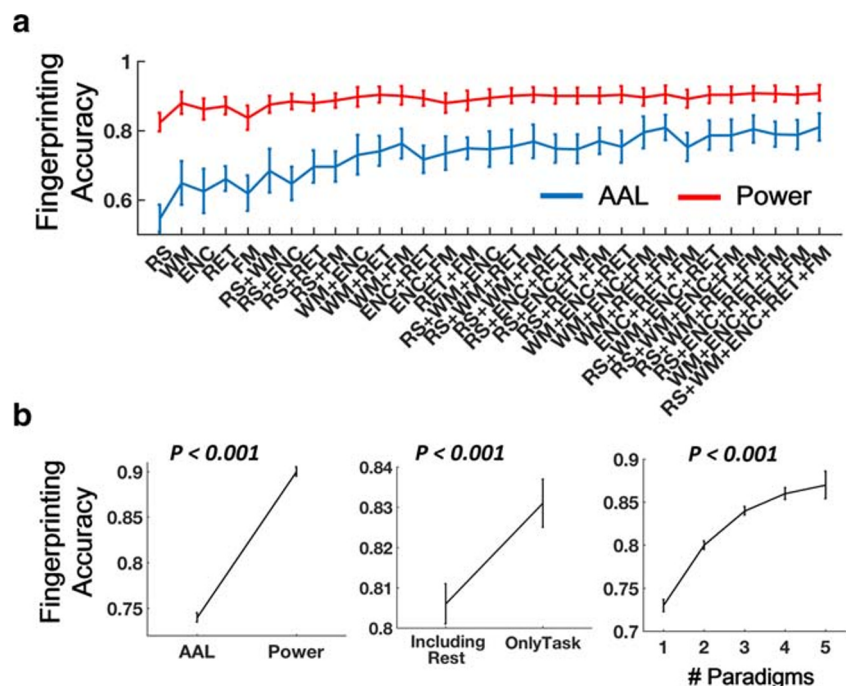 a
Fingerprinting
Accuracy
1
0.8
0.6
AAL
Power
RS
WM
ENC
RET
FM
RS+WM
RS+ENC
RS+RET
RS+FM
WM+ENC
WM+RET
WM+FM
ENC+RET
ENC+FM
RET+FM
RS+WM+ENC
RS+WM+RET
RS+WM+FM
RS+ENC+RET
RS+ENC+FM
RS+RET+FM
WM+ENC+RET
WM+ENC+FM
WM+RET+FM
ENC+RET+FM
RS+WM+ENC+RET
RS+WM+ENC+FM
RS+WM+RET+FM
RS+ENC+RET+FM
WM+ENC+RET+FM
RS+WM+ENC+RET+FM
b
Fingerprinting
Accuracy
P < 0.001
0.9
0.85
0.8
0.75
AAL
Power
P < 0.001
0.84
0.83
0.82
0.81
0.8
Including
Rest
OnlyTask
P < 0.001
0.9
0.85
0.8
0.75
0.7
1 2 3 4 5
# Paradigms